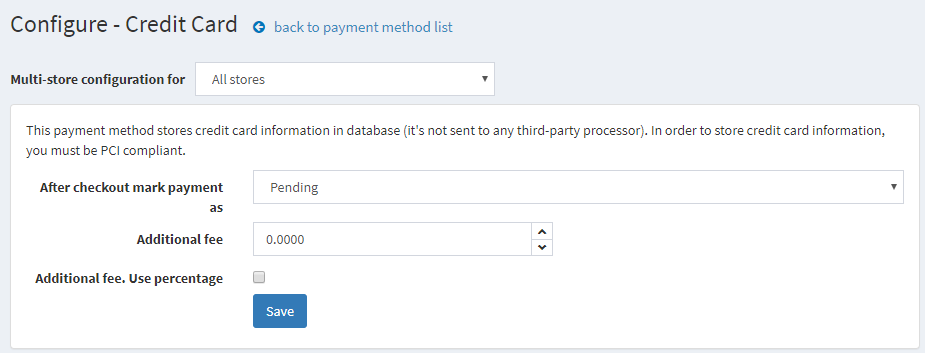 Configure - Credit Card back to payment method list
Multi-store configuration for All stores
This payment method stores credit card information in database (it's not sent to any third-party processor). In order to store credit card information,
you must be PCI compliant.
After checkout mark payment Pending
as
Additional fee 0.0000
Additional fee. Use percentage
Save